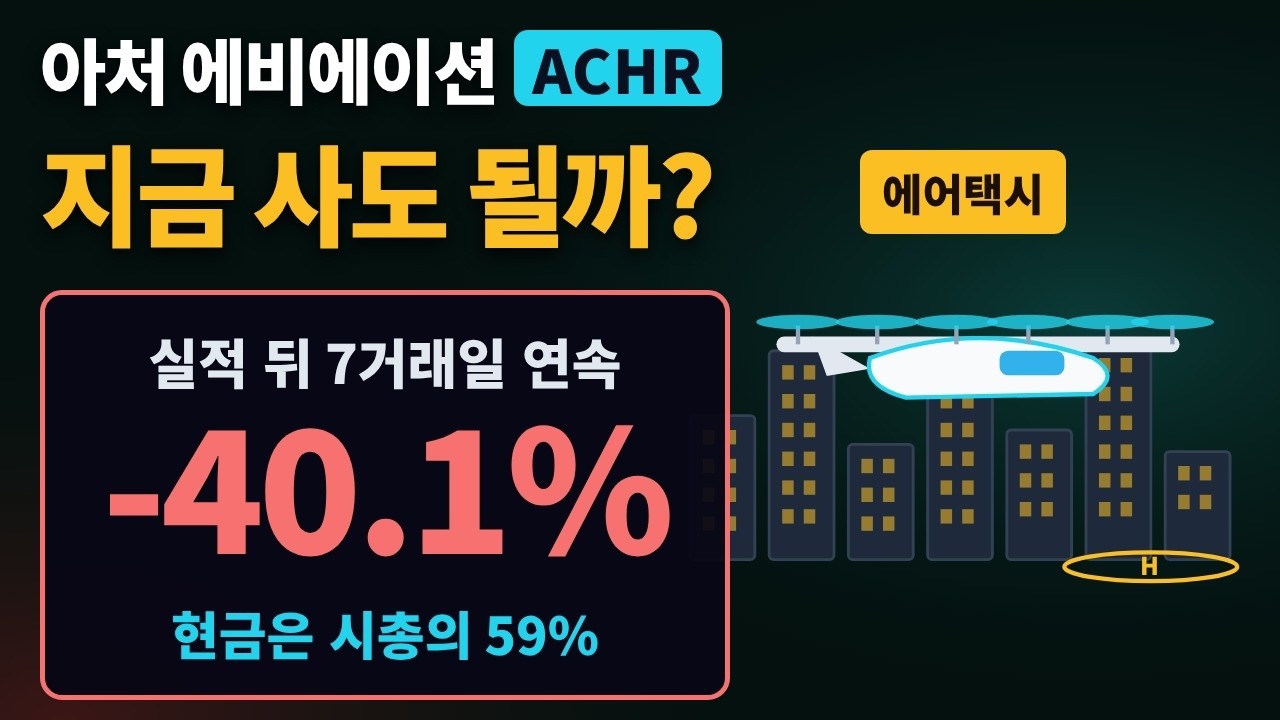 아처 에비에이션 ACHR
지금 사도 될까?
에어택시
실적 뒤 7거래일 연속
-40.1%
현금은 시총의 59%
H